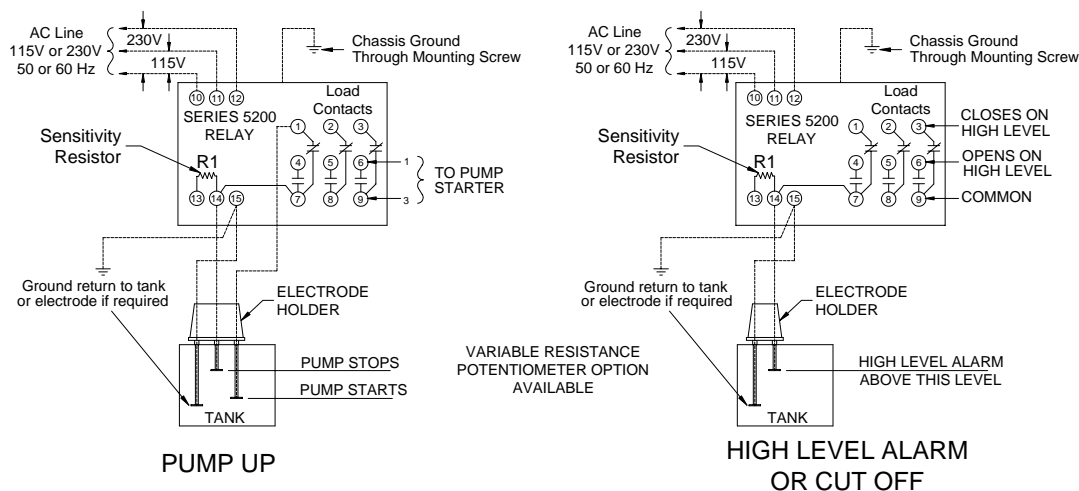 AC Line
115V or 230V
50 or 60 Hz
230V
115V
Chassis Ground
Through Mounting Screw
10 11 12
SERIES 5200
RELAY
Load
Contacts
Sensitivity
Resistor
R1
1 2 3
4 5 6
13 14 15
7 8 9
1
TO PUMP
STARTER
3
Ground return to tank
or electrode if required
ELECTRODE
HOLDER
PUMP STOPS
PUMP STARTS
TANK
PUMP UP
VARIABLE RESISTANCE
POTENTIOMETER OPTION
AVAILABLE
AC Line
115V or 230V
50 or 60 Hz
230V
115V
Chassis Ground
Through Mounting Screw
10 11 12
SERIES 5200
RELAY
Load
Contacts
Sensitivity
Resistor
R1
1 2 3
4 5 6
13 14 15
7 8 9
CLOSES ON
HIGH LEVEL
OPENS ON
HIGH LEVEL
COMMON
Ground return to tank
or electrode if required
ELECTRODE
HOLDER
HIGH LEVEL ALARM
ABOVE THIS LEVEL
TANK
HIGH LEVEL ALARM
OR CUT OFF